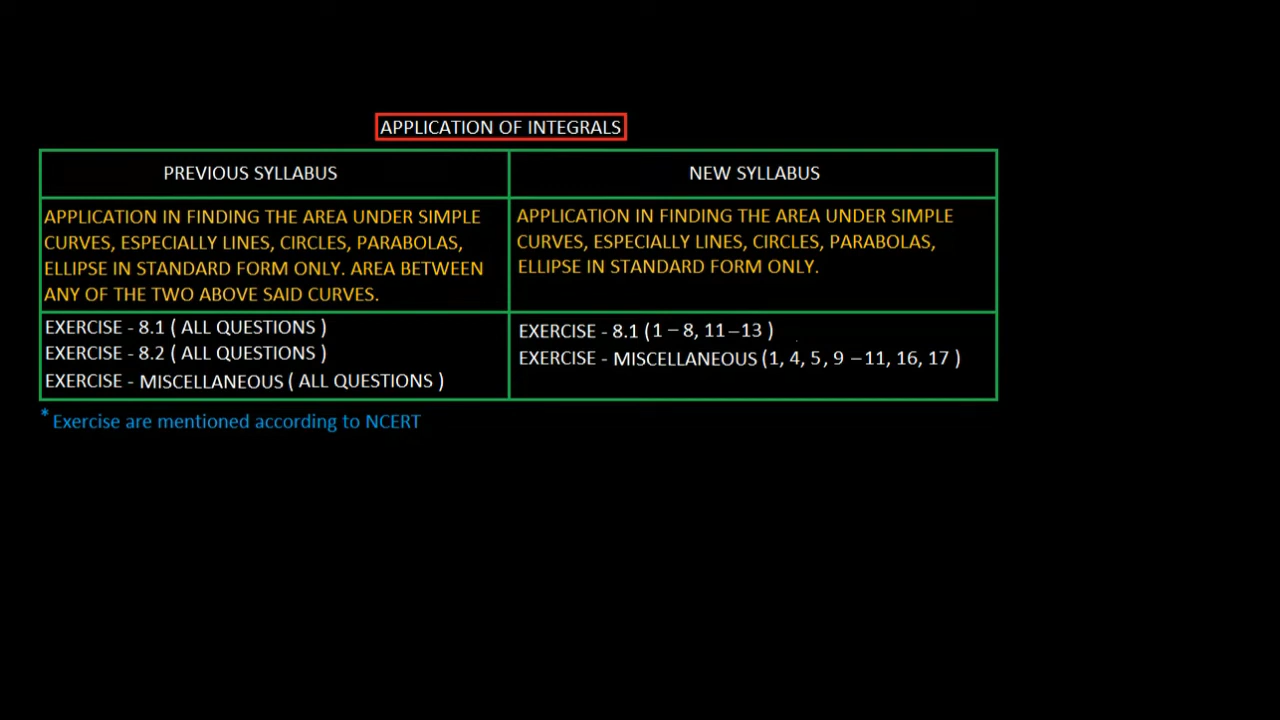 APPLICATION OF INTEGRALS
PREVIOUS SYLLABUS
NEW SYLLABUS
APPLICATION IN FINDING THE AREA UNDER SIMPLE
CURVES, ESPECIALLY LINES, CIRCLES, PARABOLAS,
ELLIPSE IN STANDARD FORM ONLY. AREA BETWEEN
ANY OF THE TWO ABOVE SAID CURVES.
APPLICATION IN FINDING THE AREA UNDER SIMPLE
CURVES, ESPECIALLY LINES, CIRCLES, PARABOLAS,
ELLIPSE IN STANDARD FORM ONLY.
EXERCISE - 8.1 ( ALL QUESTIONS )
EXERCISE - 8.2 ( ALL QUESTIONS )
EXERCISE - MISCELLANEOUS ( ALL QUESTIONS )
EXERCISE - 8.1 (1 – 8, 11–13 )
EXERCISE - MISCELLANEOUS (1, 4, 5, 9 –11, 16, 17 )
* Exercise are mentioned according to NCERT